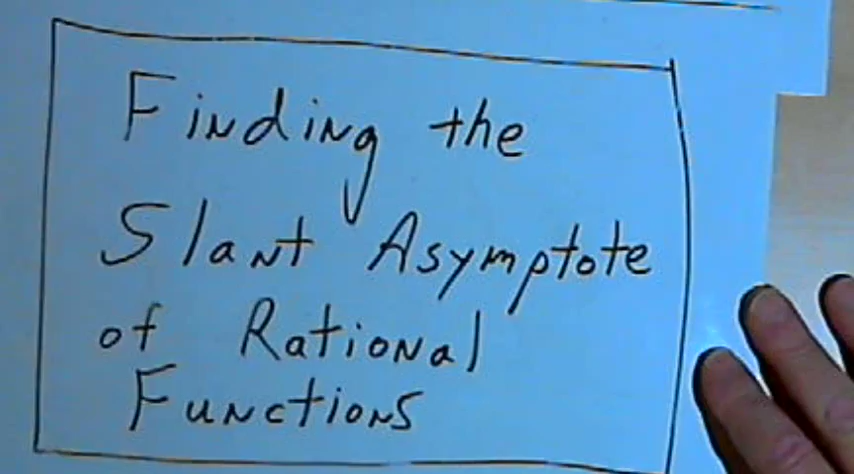 Finding the
Slant Asymptote
of Rational
Functions